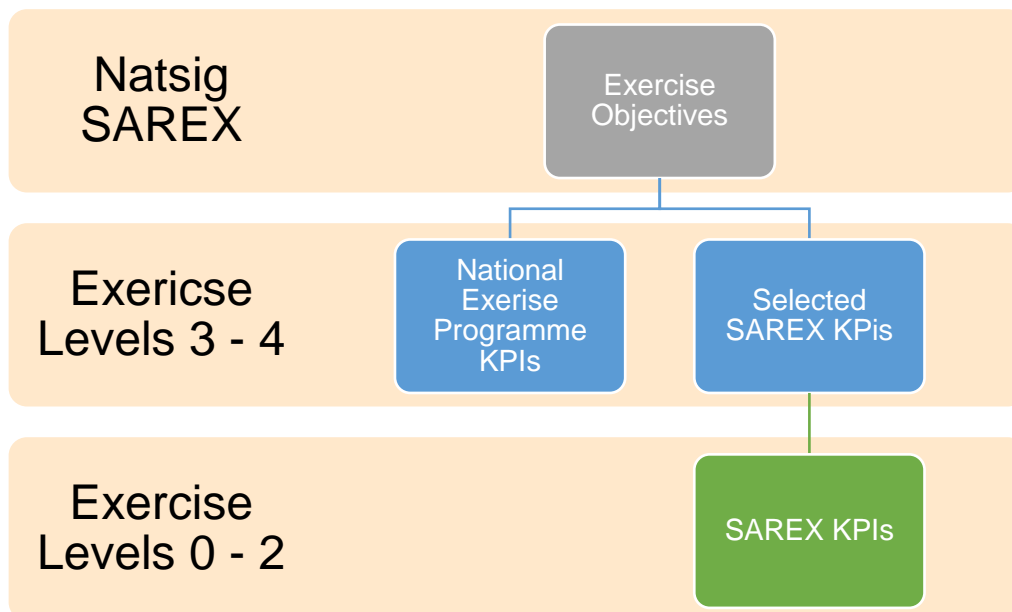 Natsig
SAREX
Exercise
Objectives
Exericse
Levels 3 - 4
National
Exerise
Programme
KPIs
Selected
SAREX KPis
Exercise
Levels 0 - 2
SAREX KPIs